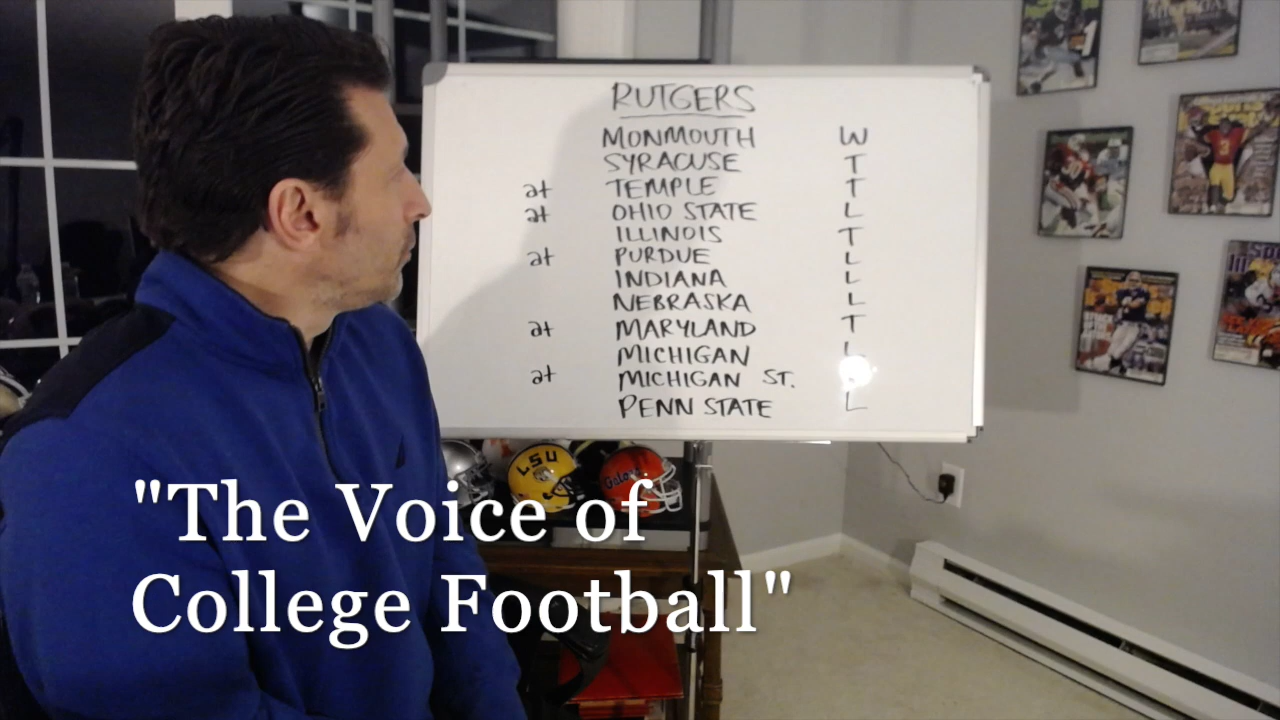 RUTGERS
MONMOUTH W
SYRACUSE T
at TEMPLE T
at OHIO STATE L
ILLINOIS T
at PURDUE L
INDIANA L
NEBRASKA L
at MARYLAND T
MICHIGAN L
at MICHIGAN ST.
PENN STATE L
LSU
Gators
"The Voice of
College Football"